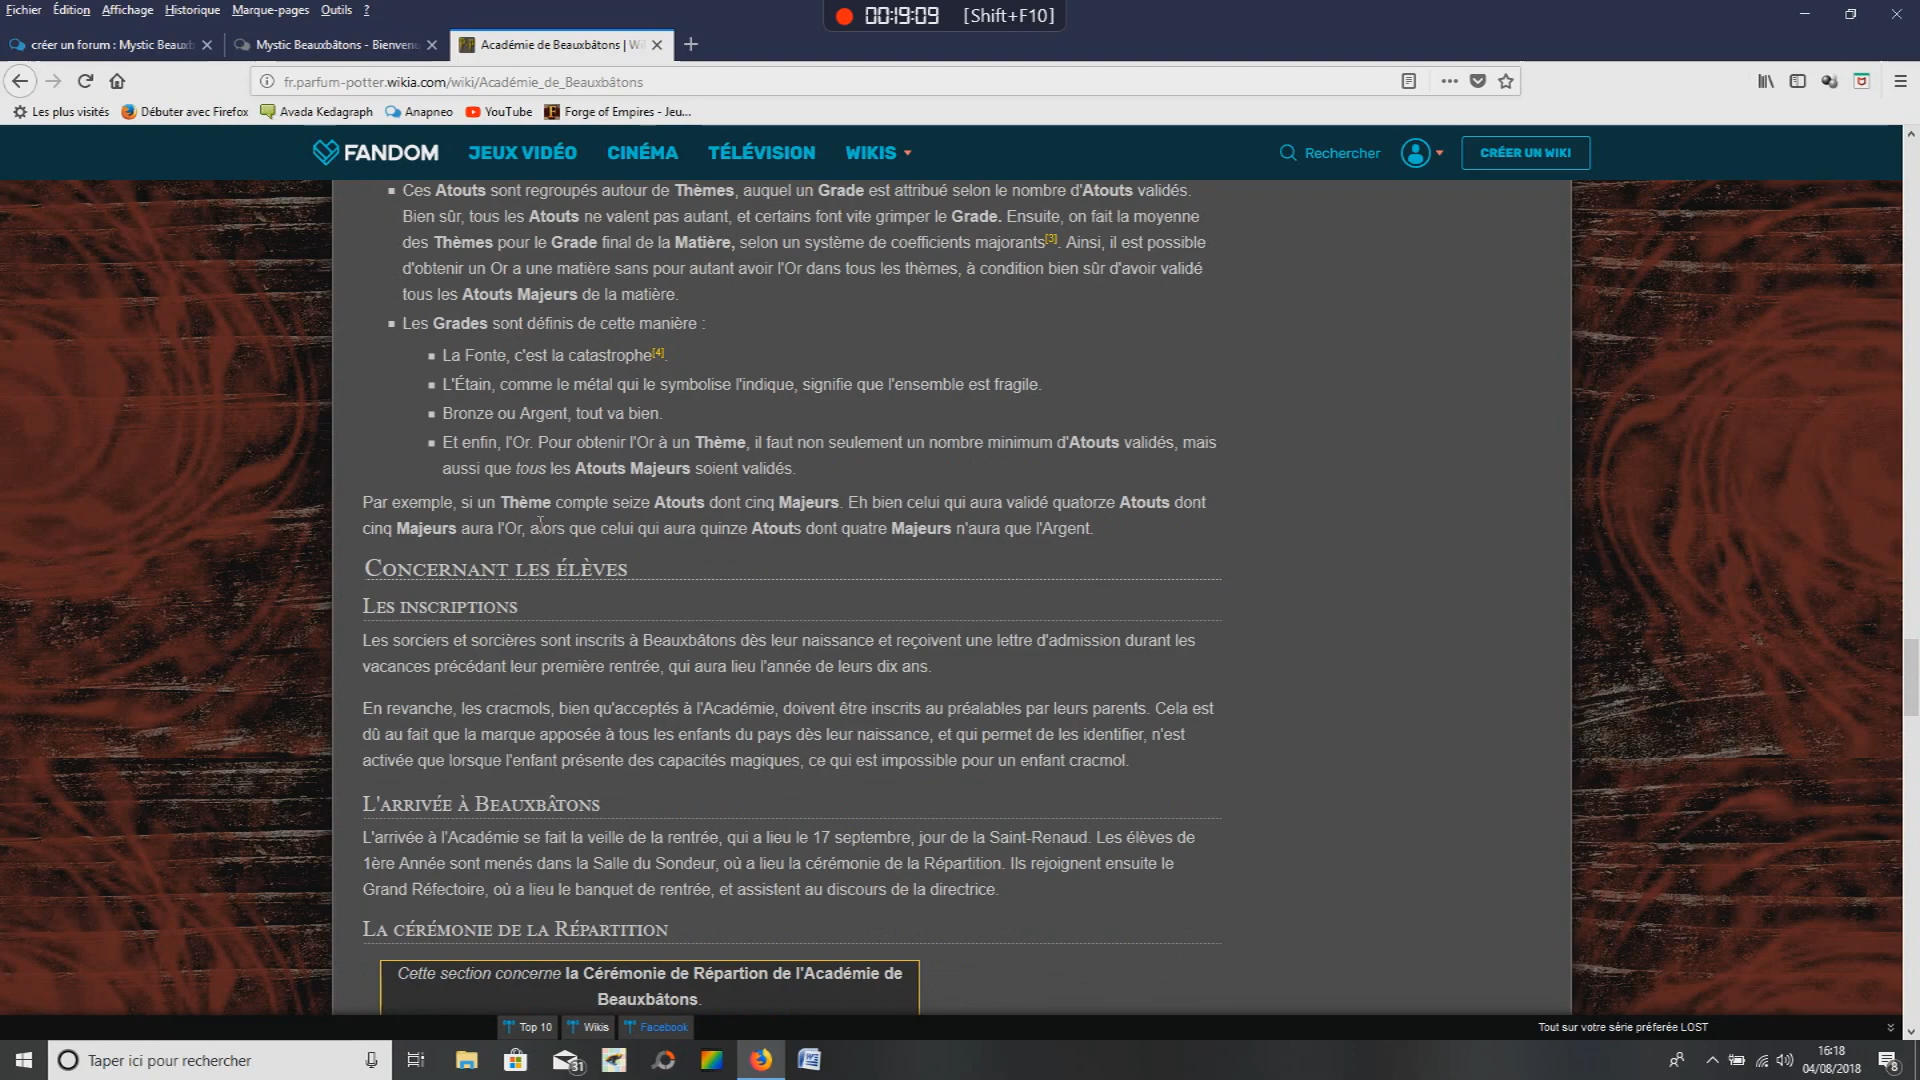 Fichier Édition Affichage Historique Marque-pages Outils ?
00:19:09 [Shift+F10]
créer un forum : Mystic Beauxb
Mystic Beauxbâtons - Bienvenu
Académie de Beauxbâtons | Wi
fr.parfum-potter.wikia.com/wiki/Académie_de_Beauxbâtons
Les plus visités Débuter avec Firefox Avada Kedagraph Anapneo YouTube Forge of Empires - Jeu...
FANDOM JEUX VIDÉO CINÉMA TÉLÉVISION WIKIS Rechercher CRÉER UN WIKI
Ces Atouts sont regroupés autour de Thèmes, auquel un Grade est attribué selon le nombre d'Atouts validés.
Bien sûr, tous les Atouts ne valent pas autant, et certains font vite grimper le Grade. Ensuite, on fait la moyenne
des Thèmes pour le Grade final de la Matière, selon un système de coefficients majorants[3]. Ainsi, il est possible
d'obtenir un Or a une matière sans pour autant avoir l'Or dans tous les thèmes, à condition bien sûr d'avoir validé
tous les Atouts Majeurs de la matière.
Les Grades sont définis de cette manière :
La Fonte, c'est la catastrophe[4].
L'Étain, comme le métal qui le symbolise l'indique, signifie que l'ensemble est fragile.
Bronze ou Argent, tout va bien.
Et enfin, l'Or. Pour obtenir l'Or à un Thème, il faut non seulement un nombre minimum d'Atouts validés, mais
aussi que tous les Atouts Majeurs soient validés.
Par exemple, si un Thème compte seize Atouts dont cinq Majeurs. Eh bien celui qui aura validé quatorze Atouts dont
cinq Majeurs aura l'Or, alors que celui qui aura quinze Atouts dont quatre Majeurs n'aura que l'Argent.
Concernant les élèves
Les inscriptions
Les sorciers et sorcières sont inscrits à Beauxbâtons dès leur naissance et reçoivent une lettre d'admission durant les
vacances précédant leur première rentrée, qui aura lieu l'année de leurs dix ans.
En revanche, les cracmols, bien qu'acceptés à l'Académie, doivent être inscrits au préalables par leurs parents. Cela est
dû au fait que la marque apposée à tous les enfants du pays dès leur naissance, et qui permet de les identifier, n'est
activée que lorsque l'enfant présente des capacités magiques, ce qui est impossible pour un enfant cracmol.
L'arrivée à Beauxbâtons
L'arrivée à l'Académie se fait la veille de la rentrée, qui a lieu le 17 septembre, jour de la Saint-Renaud. Les élèves de
1ère Année sont menés dans la Salle du Sondeur, où a lieu la cérémonie de la Répartition. Ils rejoignent ensuite le
Grand Réfectoire, où a lieu le banquet de rentrée, et assistent au discours de la directrice.
La cérémonie de la Répartition
Cette section concerne la Cérémonie de Répartion de l'Académie de
Beauxbâtons.
Top 10 Wikis Facebook Tout sur votre série préferée LOST
Taper ici pour rechercher
31
16:18
04/08/2018
8